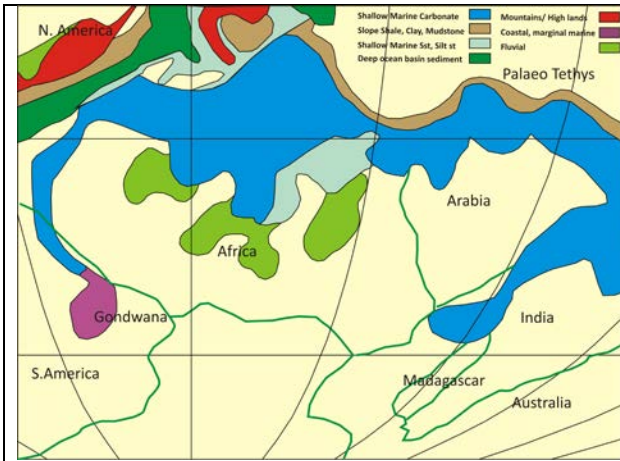 N. America
Shallow Marine Carbonate
Slope Shale, Clay, Mudstone
Shallow Marine Sst, Silt st
Deep ocean basin sediment
Mountains/ High lands
Coastal, marginal marine
Fluvial
Palaeo Tethys
Arabia
Africa
Gondwana
India
S.America
Madagascar
Australia